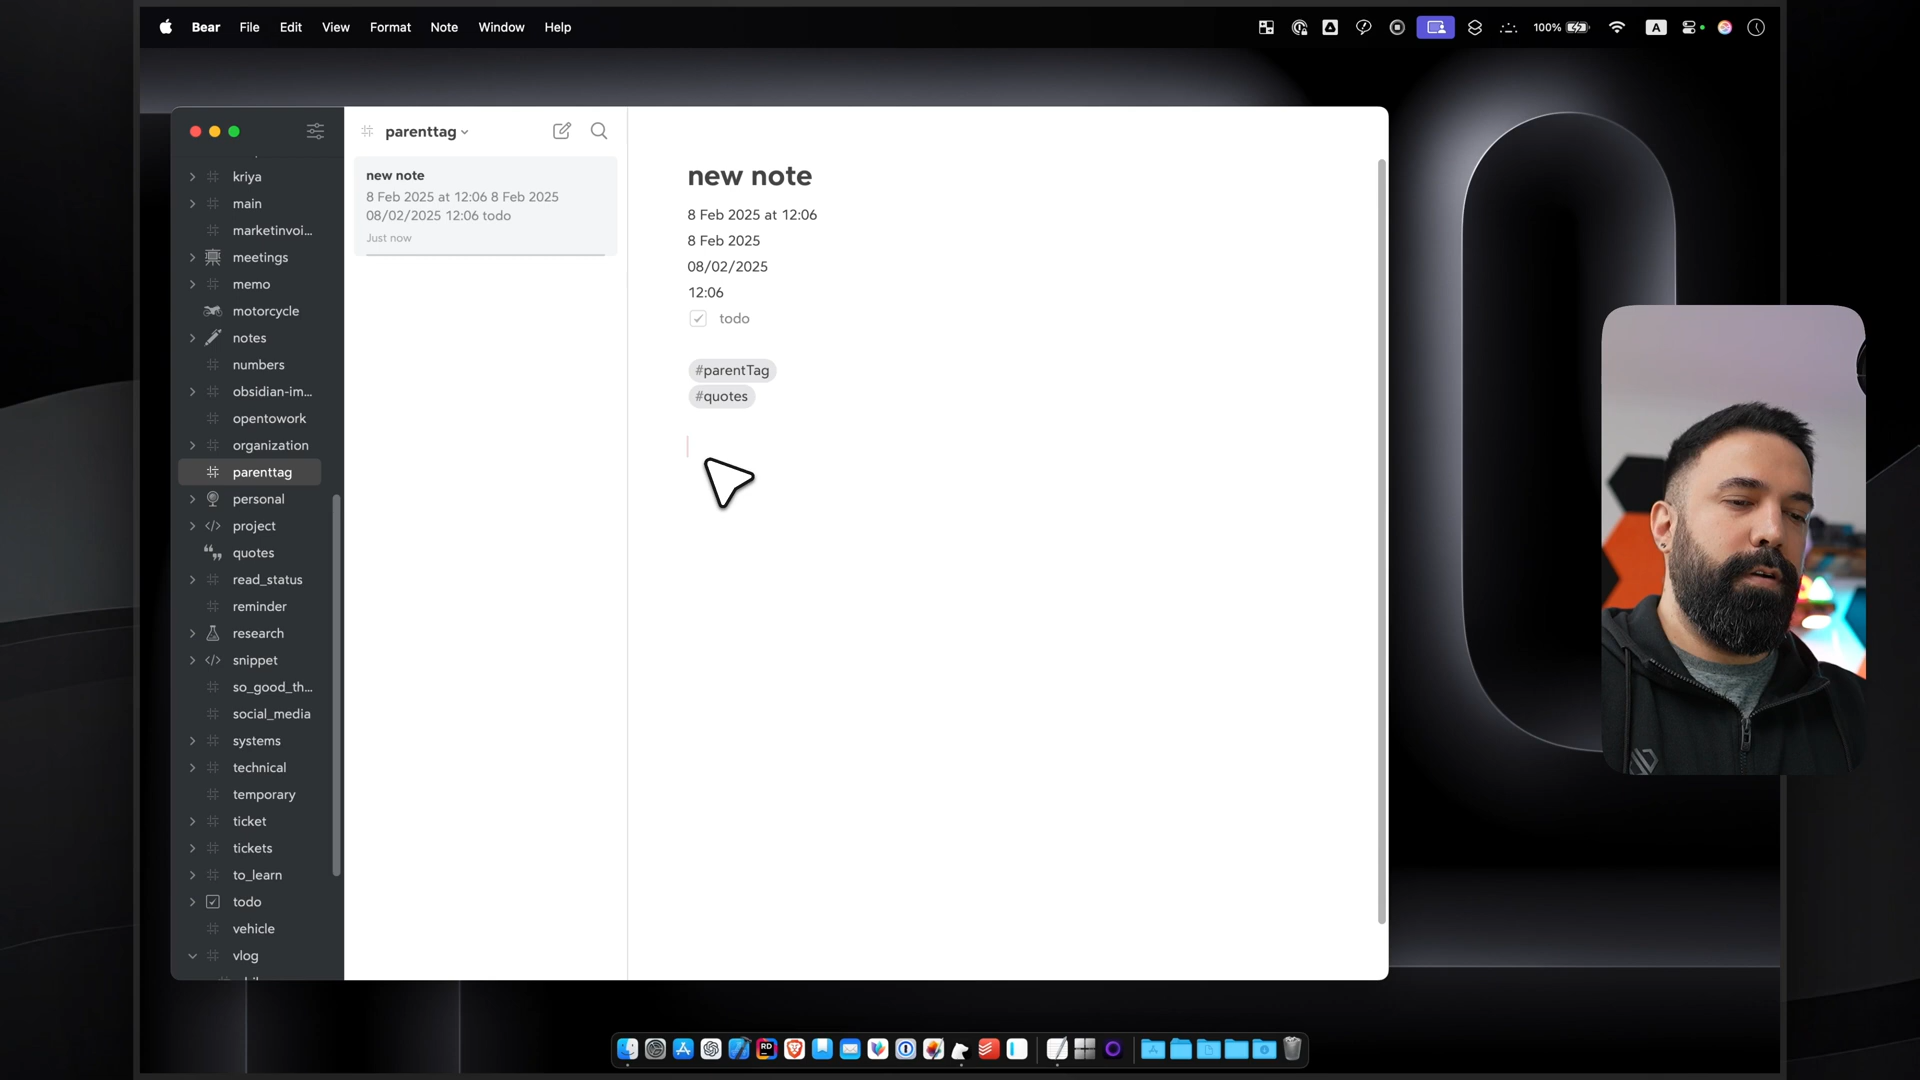 Bear File Edit View Format Note Window Help
100%
A
kriya
main
marketinvoi...
meetings
memo
motorcycle
notes
numbers
obsidian-im...
opentowork
organization
parenttag
personal
project
quotes
read_status
reminder
research
snippet
so_good_th...
social_media
systems
technical
temporary
ticket
tickets
to_learn
todo
vehicle
vlog
parenttag
new note
8 Feb 2025 at 12:06 8 Feb 2025
08/02/2025 12:06 todo
Just now
new note
8 Feb 2025 at 12:06
8 Feb 2025
08/02/2025
12:06
todo
#parentTag
#quotes
RD